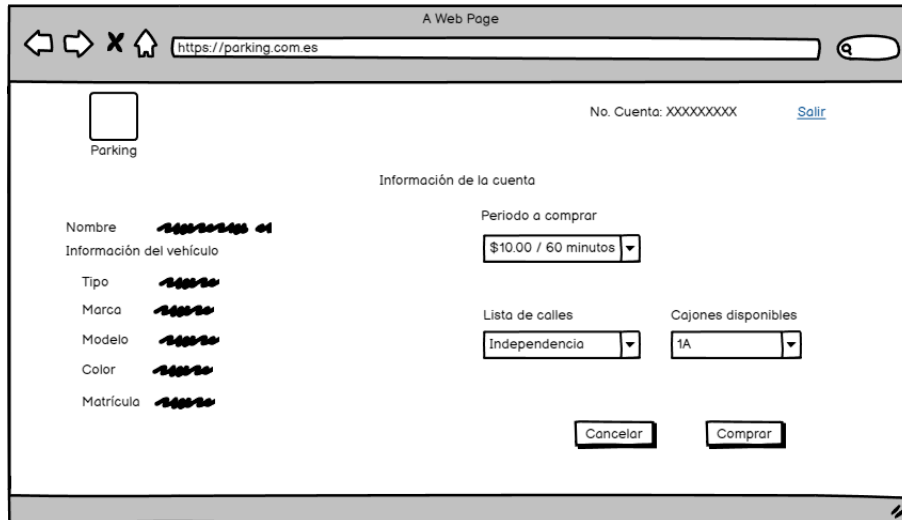 A Web Page
https://parking.com.es
No. Cuenta: XXXXXXXXX
Salir
Parking
Información de la cuenta
Nombre
Información del vehículo
Tipo
Marca
Modelo
Color
Matrícula
Periodo a comprar
$10.00 / 60 minutos
Lista de calles
Cajones disponibles
Independencia
1A
Cancelar
Comprar